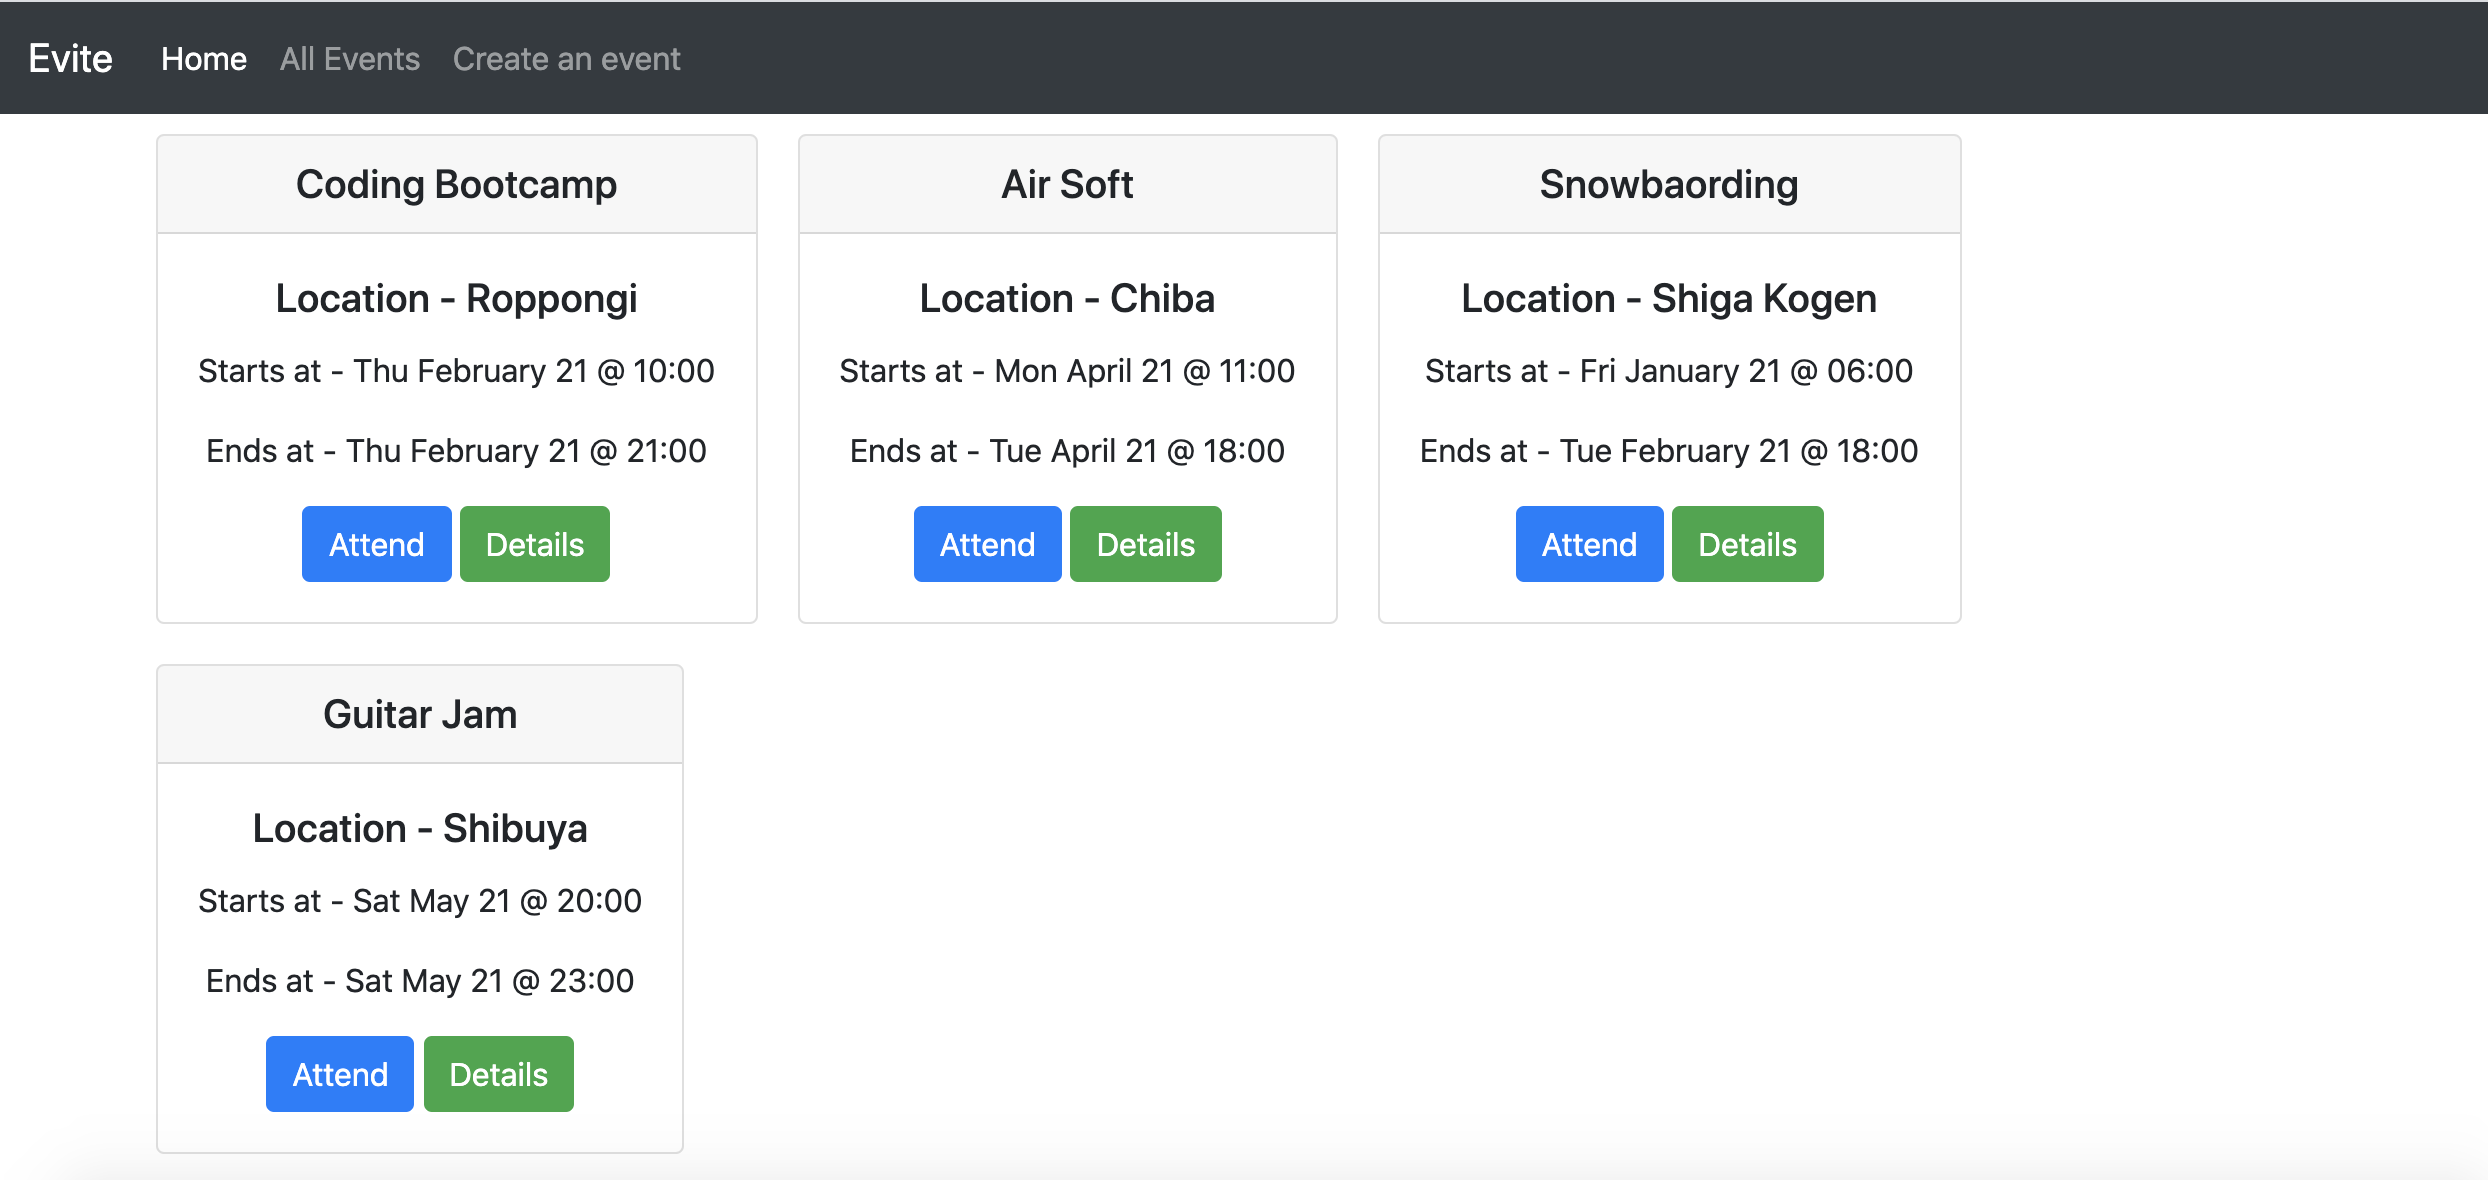 Evite Home All Events Create an event
Coding Bootcamp
Location - Roppongi
Starts at - Thu February 21 @ 10:00
Ends at - Thu February 21 @ 21:00
Attend Details
Air Soft
Location - Chiba
Starts at - Mon April 21 @ 11:00
Ends at - Tue April 21 @ 18:00
Attend Details
Snowbaording
Location - Shiga Kogen
Starts at - Fri January 21 @ 06:00
Ends at - Tue February 21 @ 18:00
Attend Details
Guitar Jam
Location - Shibuya
Starts at - Sat May 21 @ 20:00
Ends at - Sat May 21 @ 23:00
Attend Details